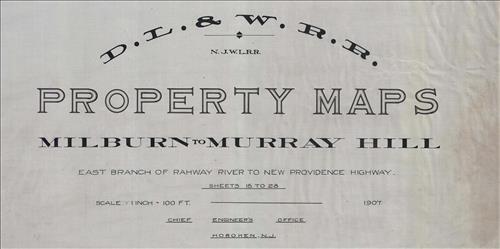 D. L. & W. R. R.
N. J. W. L. R.R.
PROPERTY MAPS
MILBURN TO MURRAY HILL
EAST BRANCH OF RAHWAY RIVER TO NEW PROVIDENCE HIGHWAY.
SHEETS 15 TO 28
SCALE: 1 INCH - 100 FT. 1907
CHIEF ENGINEER'S OFFICE
HOBOKEN, N.J.